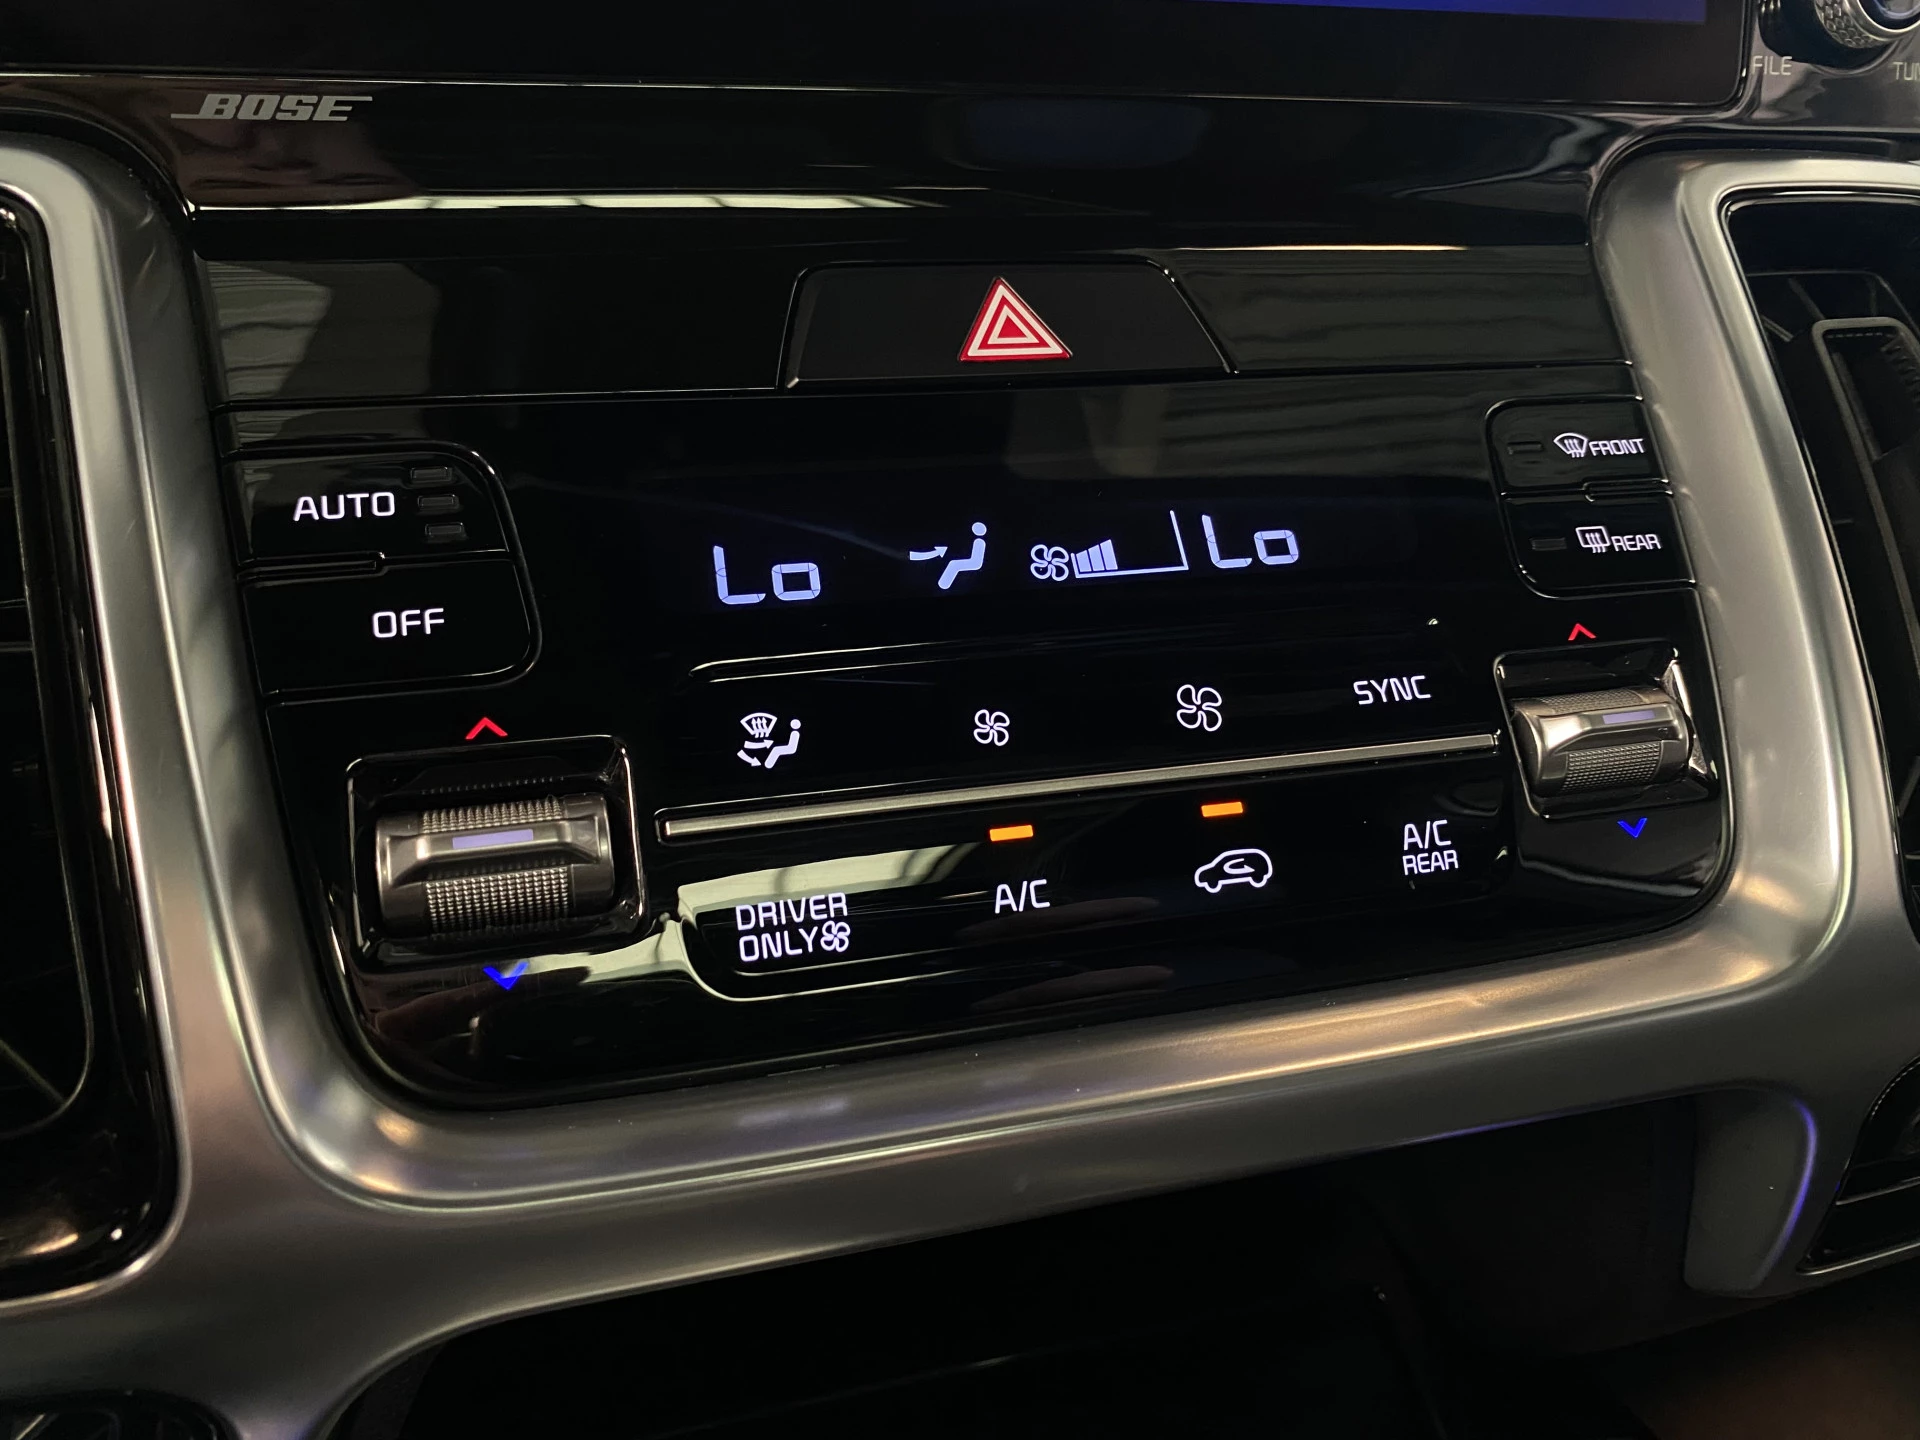 FILE
BOSE
AUTO
FRONT
Lo
Lo
REAR
OFF
SYNC
DRIVER
ONLY
A/C
A/C
REAR